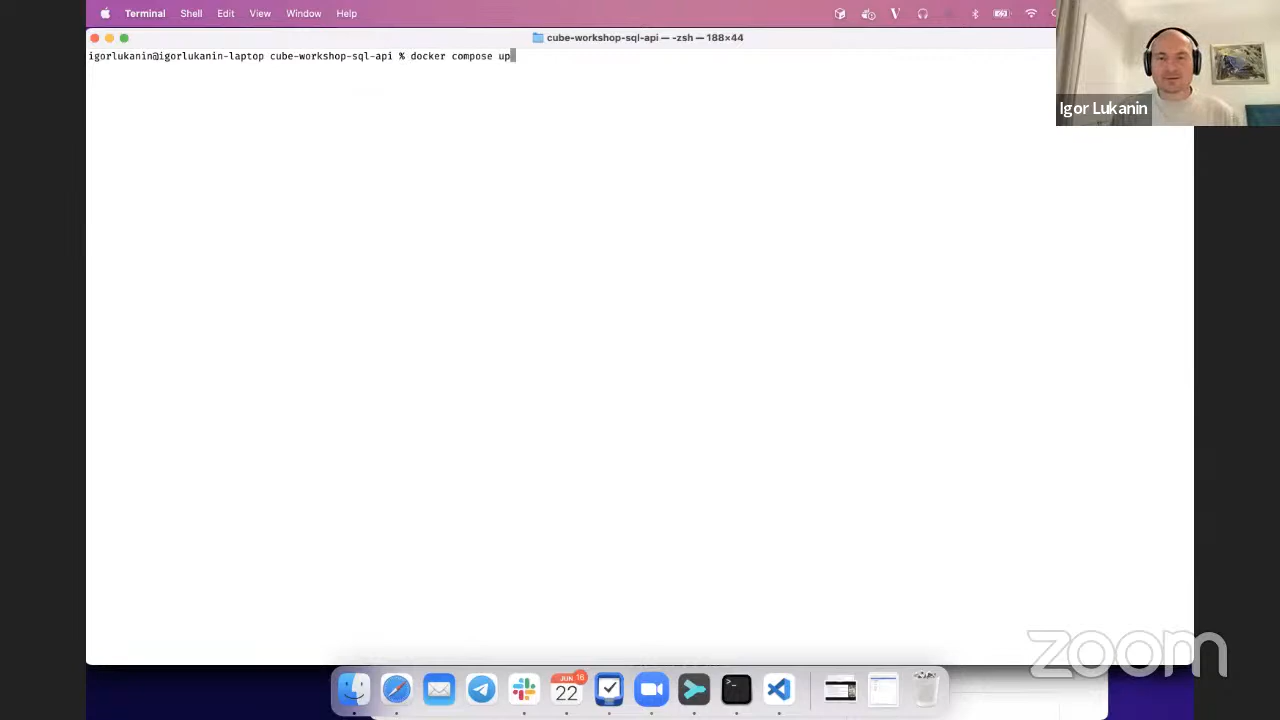 Terminal Shell Edit View Window Help
cube-workshop-sql-api — -zsh — 188×44
igorlukanin@igorlukanin-laptop cube-workshop-sql-api % docker compose up
Igor Lukanin
zoom
JUN 16
22